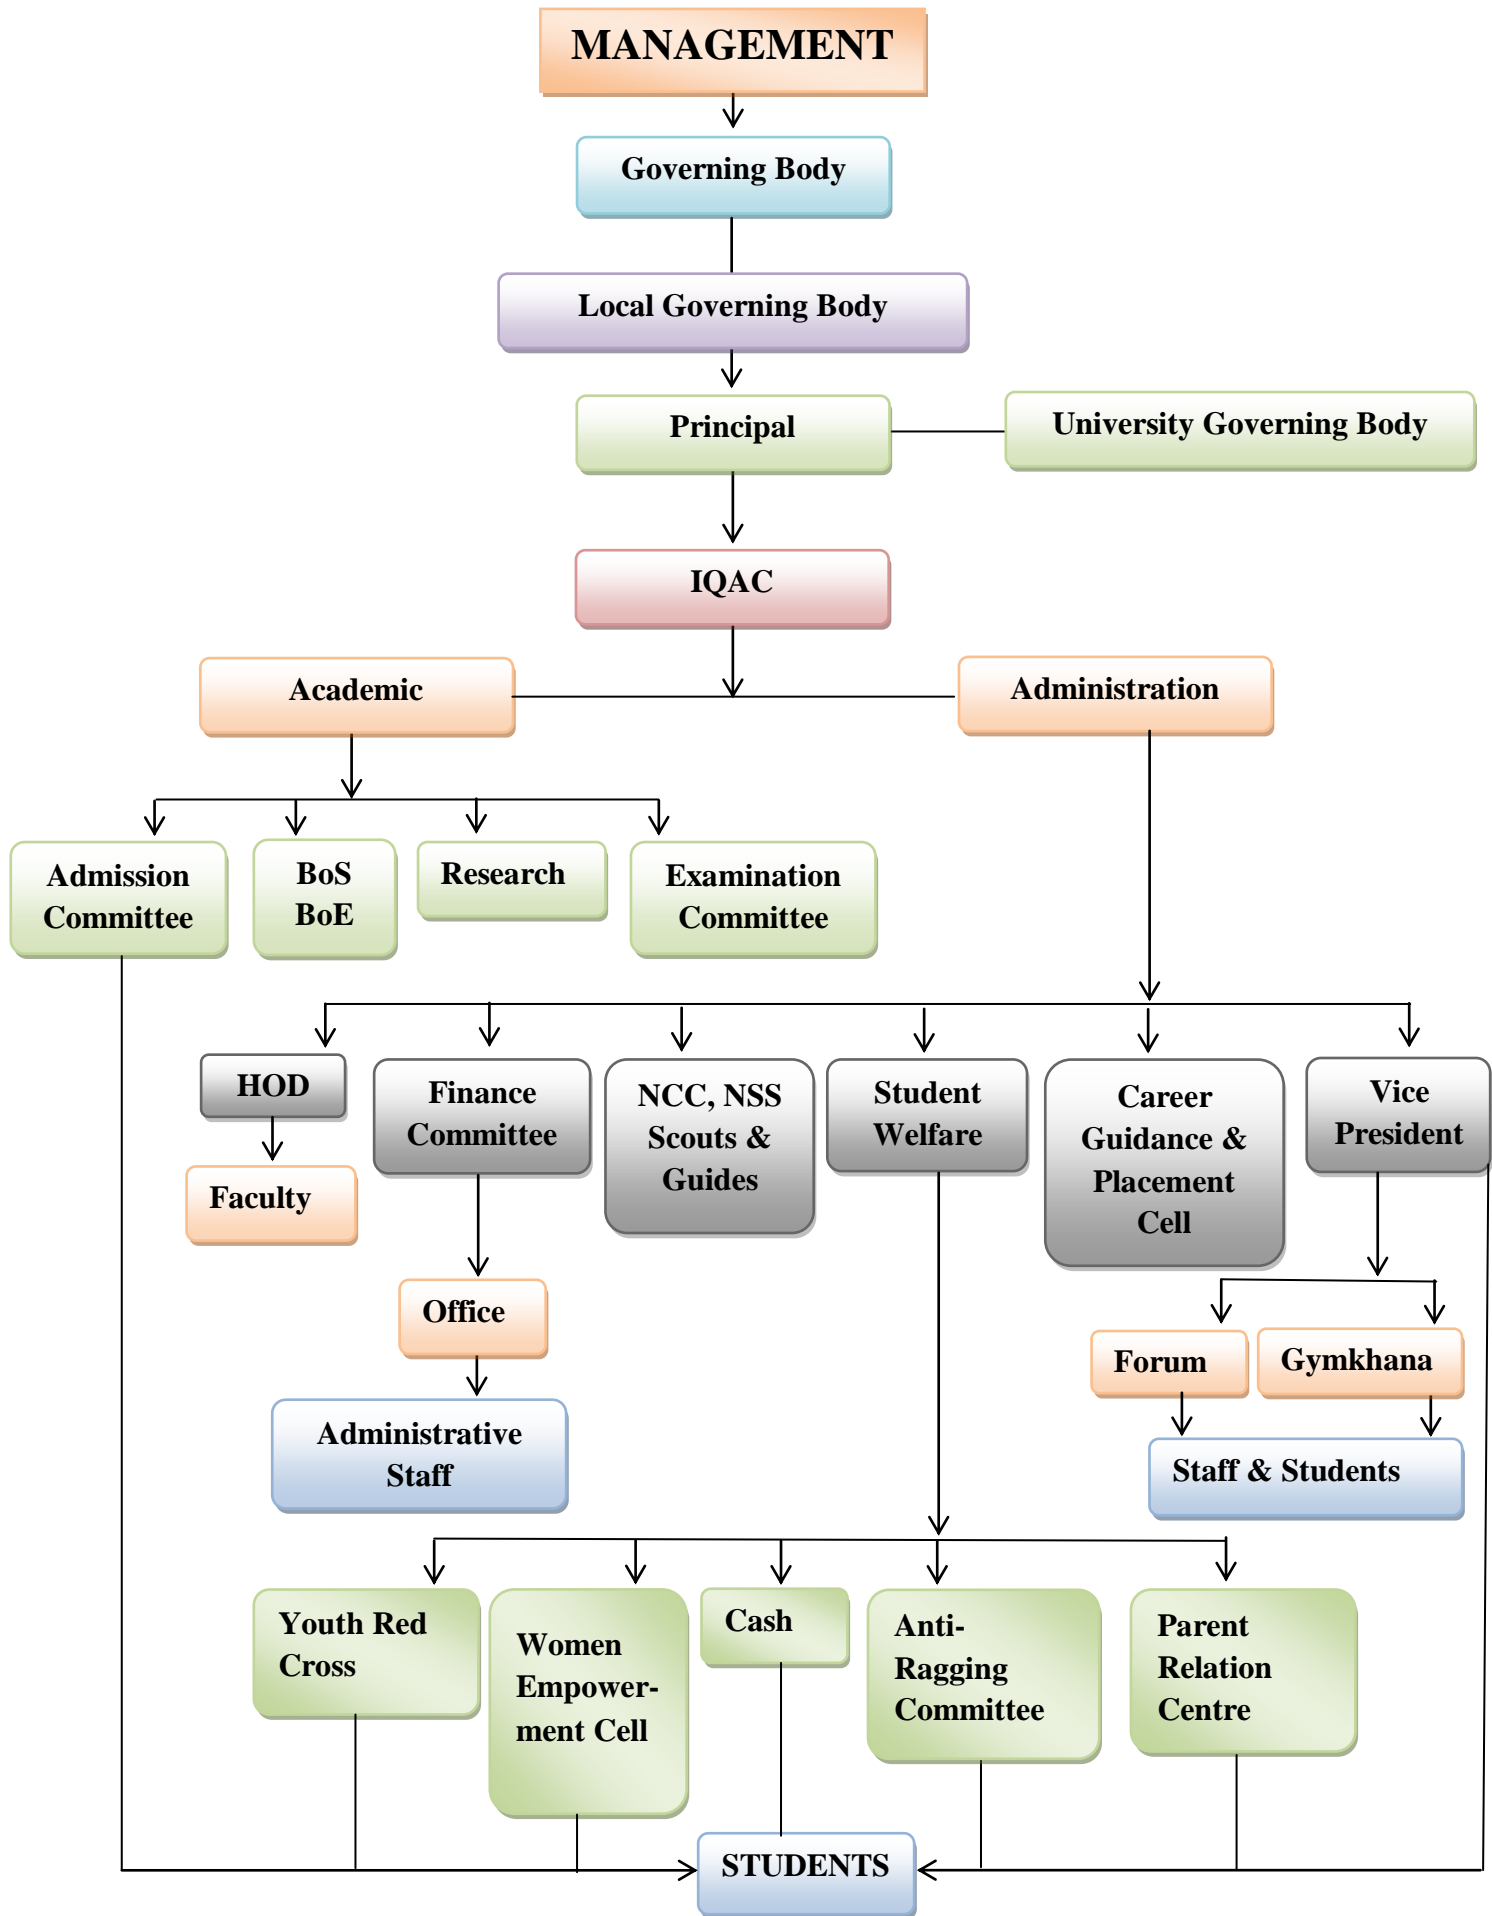 MANAGEMENT
Governing Body
Local Governing Body
Principal
University Governing Body
IQAC
Academic
Administration
Admission
Committee
BoS
BoE
Research
Examination
Committee
HOD
Finance
Committee
NCC, NSS
Scouts &
Guides
Student
Welfare
Career
Guidance &
Placement
Cell
Vice
President
Faculty
Office
Forum
Gymkhana
Administrative
Staff
Staff & Students
Youth Red
Cross
Women
Empower-
ment Cell
Cash
Anti-
Ragging
Committee
Parent
Relation
Centre
STUDENTS